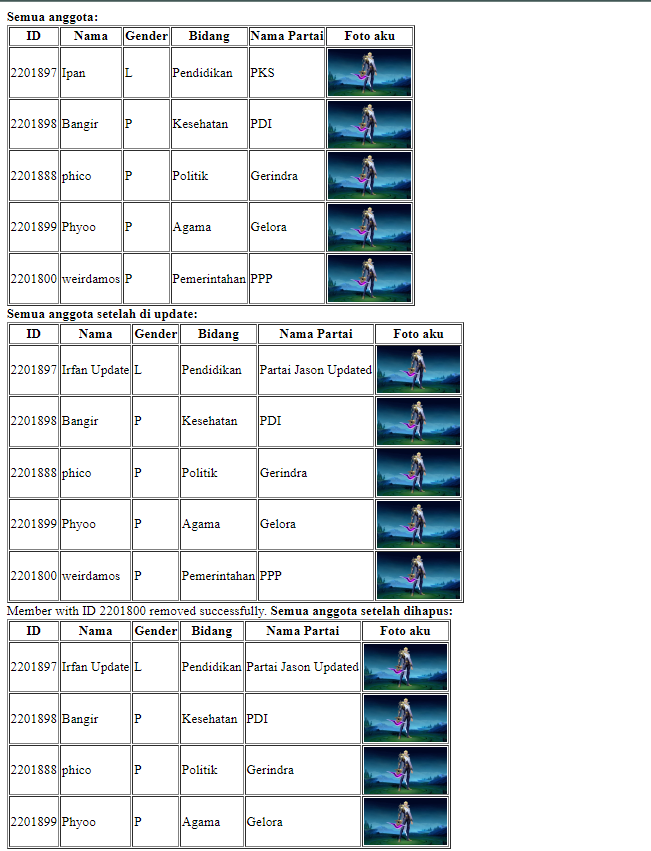 Semua anggota:
ID Nama Gender Bidang Nama Partai Foto aku
2201897 Ipan L Pendidikan PKS
2201898 Bangir P Kesehatan PDI
2201888 phico P Politik Gerindra
2201899 Phyoo P Agama Gelora
2201800 weirdamos P Pemerintahan PPP
Semua anggota setelah di update:
ID Nama Gender Bidang Nama Partai Foto aku
2201897 Irfan Update L Pendidikan Partai Jason Updated
2201898 Bangir P Kesehatan PDI
2201888 phico P Politik Gerindra
2201899 Phyoo P Agama Gelora
2201800 weirdamos P Pemerintahan PPP
Member with ID 2201800 removed successfully. Semua anggota setelah dihapus:
ID Nama Gender Bidang Nama Partai Foto aku
2201897 Irfan Update L Pendidikan Partai Jason Updated
2201898 Bangir P Kesehatan PDI
2201888 phico P Politik Gerindra
2201899 Phyoo P Agama Gelora